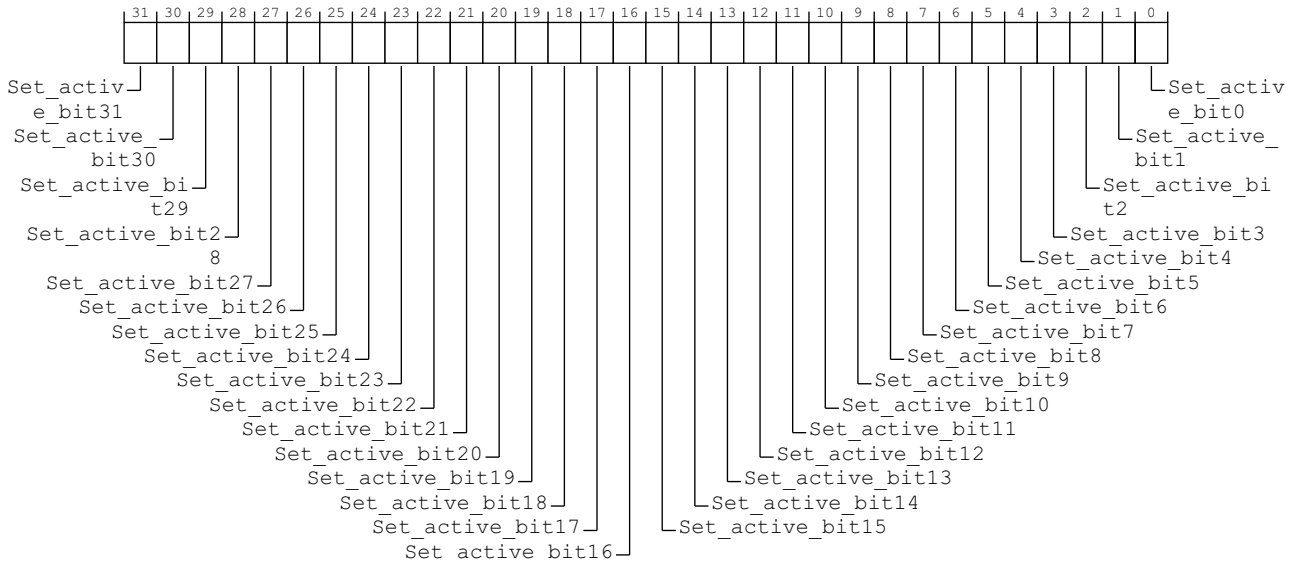 31 30 29 28 27 26 25 24 23 22 21 20 19 18 17 16 15 14 13 12 11 10 9 8 7 6 5 4 3 2 1 0
Set_activ
e_bit31
Set_active_
bit30
Set_active_bi
t29
Set_active_bit2
8
Set_active_bit27
Set_active_bit26
Set_active_bit25
Set_active_bit24
Set_active_bit23
Set_active_bit22
Set_active_bit21
Set_active_bit20
Set_active_bit19
Set_active_bit18
Set_active_bit17
Set active bit16
Set_activ
e_bit0
Set_active_
bit1
Set_active_bi
t2
Set_active_bit3
Set_active_bit4
Set_active_bit5
Set_active_bit6
Set_active_bit7
Set_active_bit8
Set_active_bit9
Set_active_bit10
Set_active_bit11
Set_active_bit12
Set_active_bit13
Set_active_bit14
Set_active_bit15